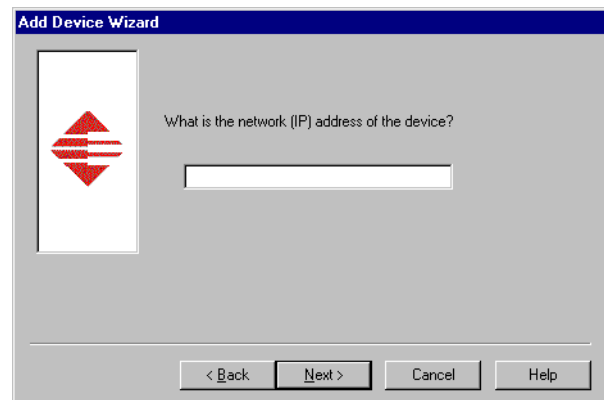 Add Device Wizard
What is the network (IP) address of the device?
< Back Next > Cancel Help